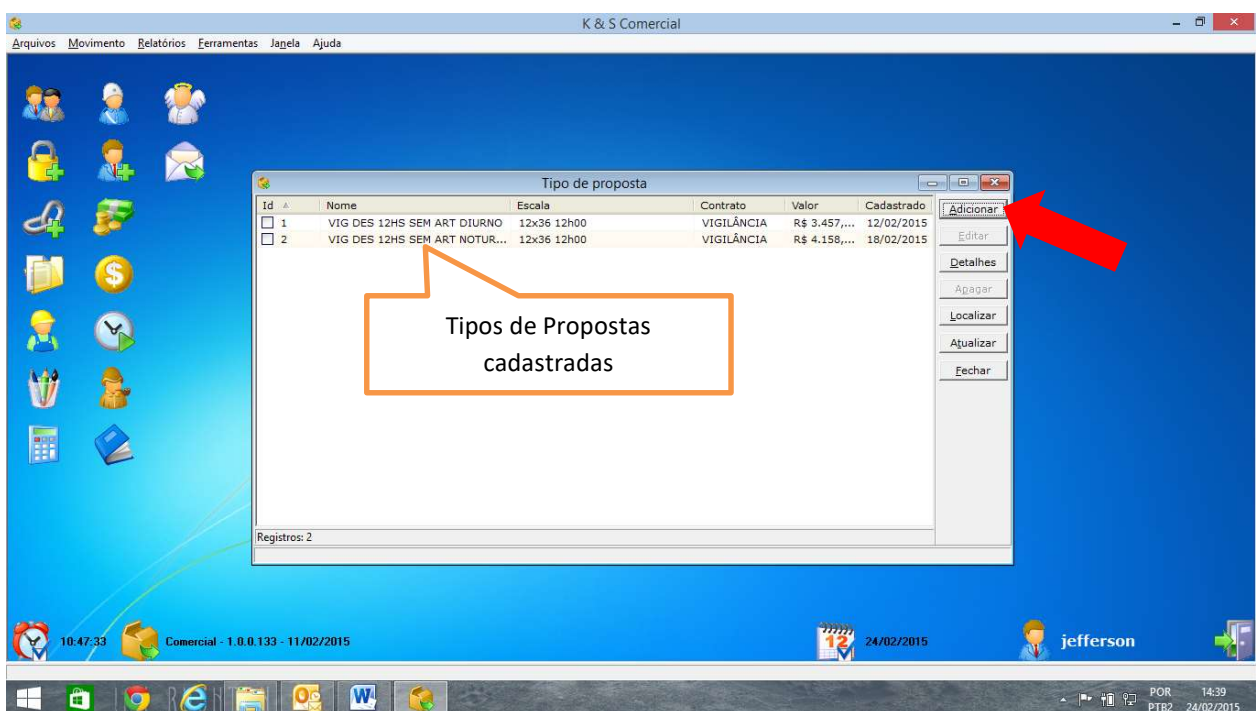 K & S Comercial
Arquivos Movimento Relatórios Ferramentas Janela Ajuda
Tipo de proposta
Id Nome Escala Contrato Valor Cadastrado
1 VIG DES 12HS SEM ART DIURNO 12x36 12h00 VIGILÂNCIA R$ 3.457,... 12/02/2015
2 VIG DES 12HS SEM ART NOTUR... 12x36 12h00 VIGILÂNCIA R$ 4.158,... 18/02/2015
Adicionar
Editar
Detalhes
Apagar
Localizar
Atualizar
Fechar
Tipos de Propostas
cadastradas
Registros: 2
10:47:33 Comercial - 1.0.0.133 - 11/02/2015 12 24/02/2015 jefferson
POR 14:39
PTB2 24/02/2015